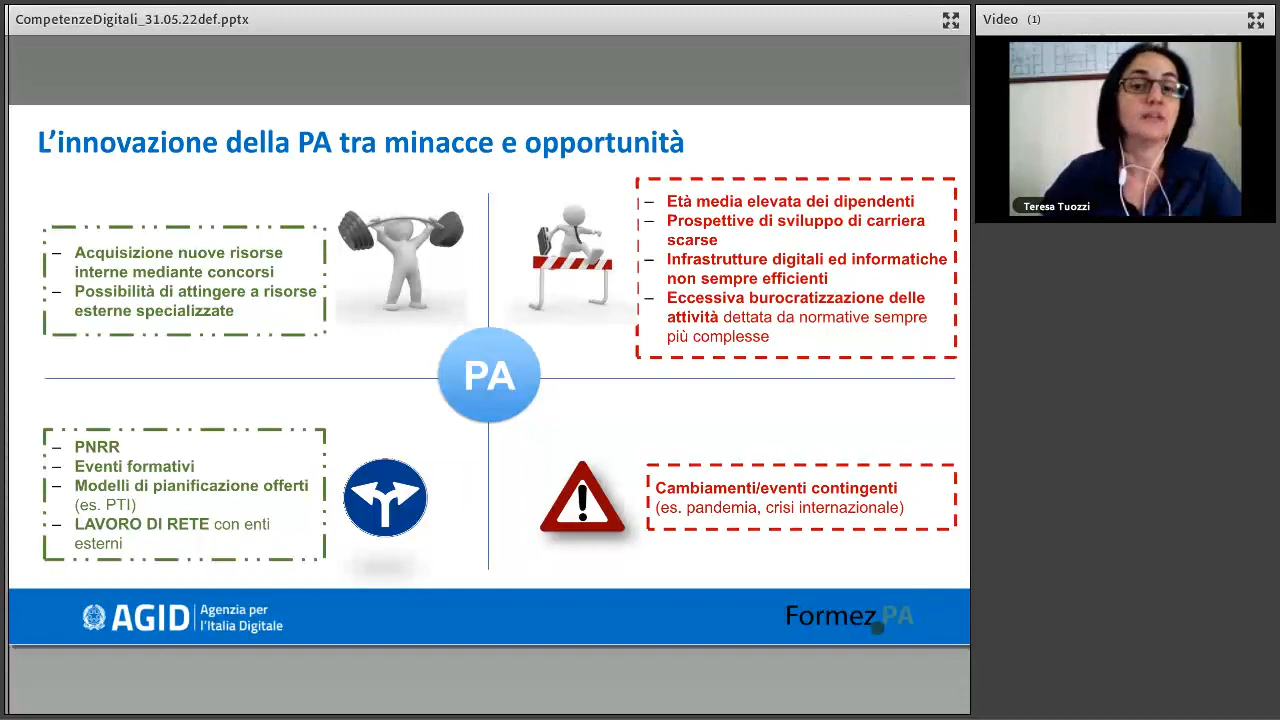 CompetenzeDigitali_31.05.22def.pptx
Video (1)
Teresa Tuozzi
L'innovazione della PA tra minacce e opportunità
– Acquisizione nuove risorse
interne mediante concorsi
– Possibilità di attingere a risorse
esterne specializzate
– Età media elevata dei dipendenti
– Prospettive di sviluppo di carriera
scarse
– Infrastrutture digitali ed informatiche
non sempre efficienti
– Eccessiva burocratizzazione delle
attività dettata da normative sempre
più complesse
PA
– PNRR
– Eventi formativi
– Modelli di pianificazione offerti
(es. PTI)
– LAVORO DI RETE con enti
esterni
Cambiamenti/eventi contingenti
(es. pandemia, crisi internazionale)
AGID
Agenzia per
l'Italia Digitale
Formez PA